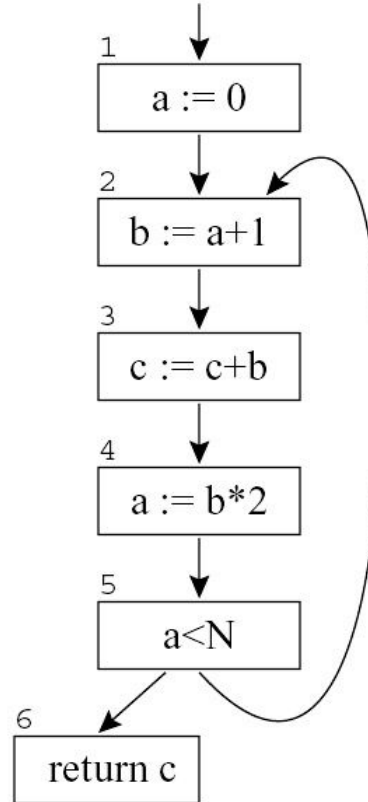 1
a := 0
2
b := a+1
3
c := c+b
4
a := b*2
5
a<N
6
return c